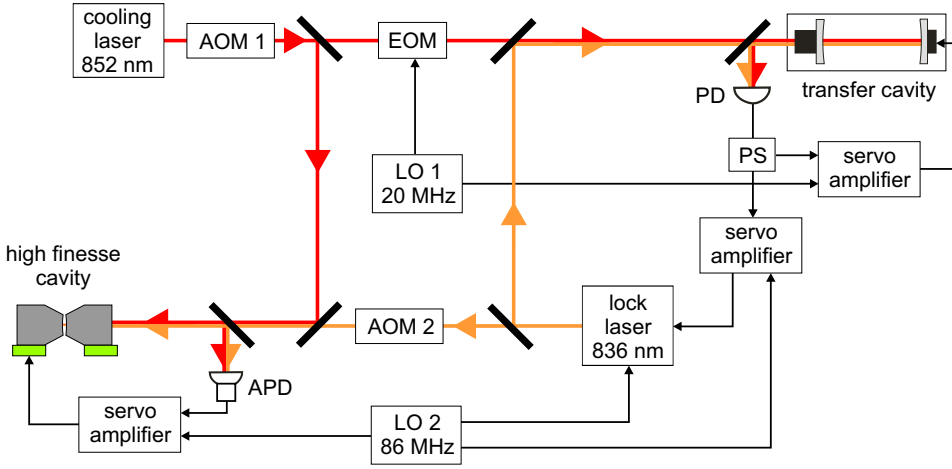 cooling
laser
852 nm
AOM 1
EOM
PD
transfer cavity
LO 1
20 MHz
PS
servo
amplifier
servo
amplifier
high finesse
cavity
AOM 2
lock
laser
836 nm
APD
servo
amplifier
LO 2
86 MHz